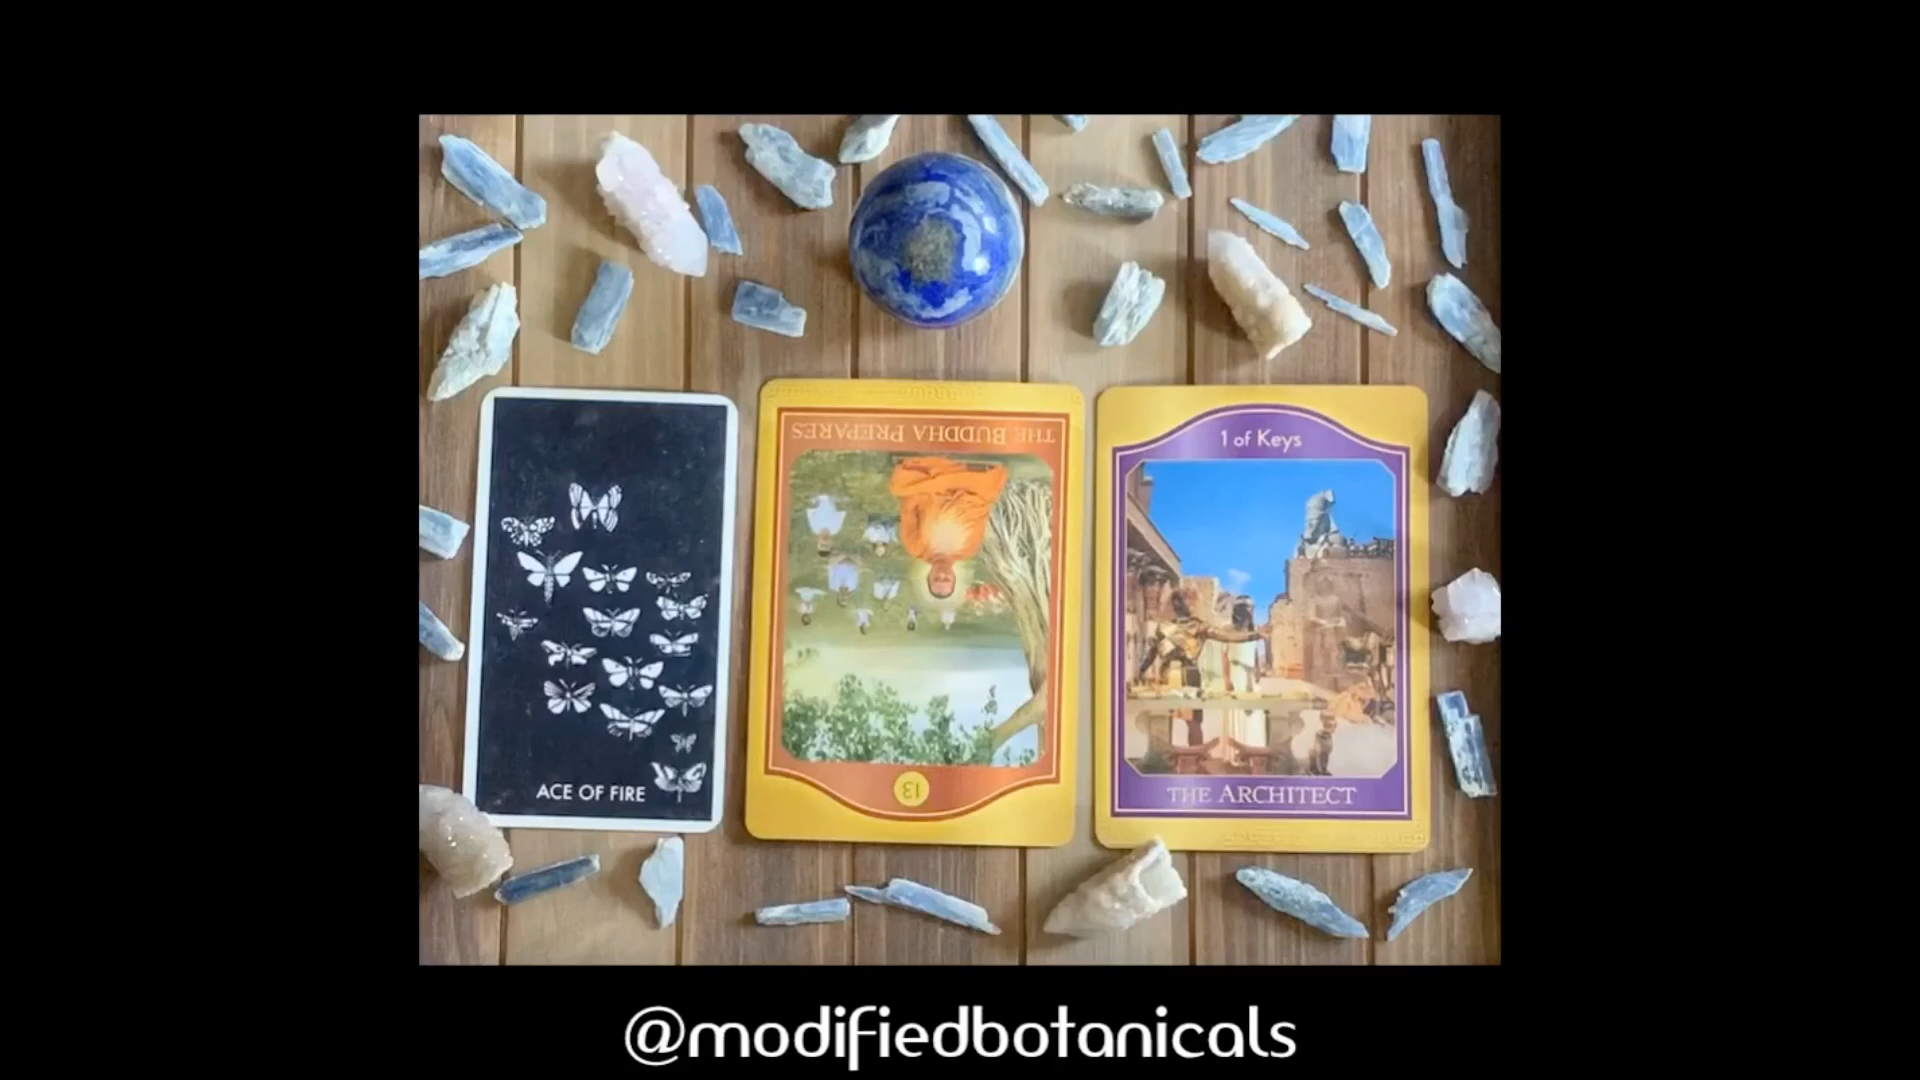 THE BUDDHA PREPARES
1 of Keys
ACE OF FIRE
13
THE ARCHITECT
@modifiedbotanicals